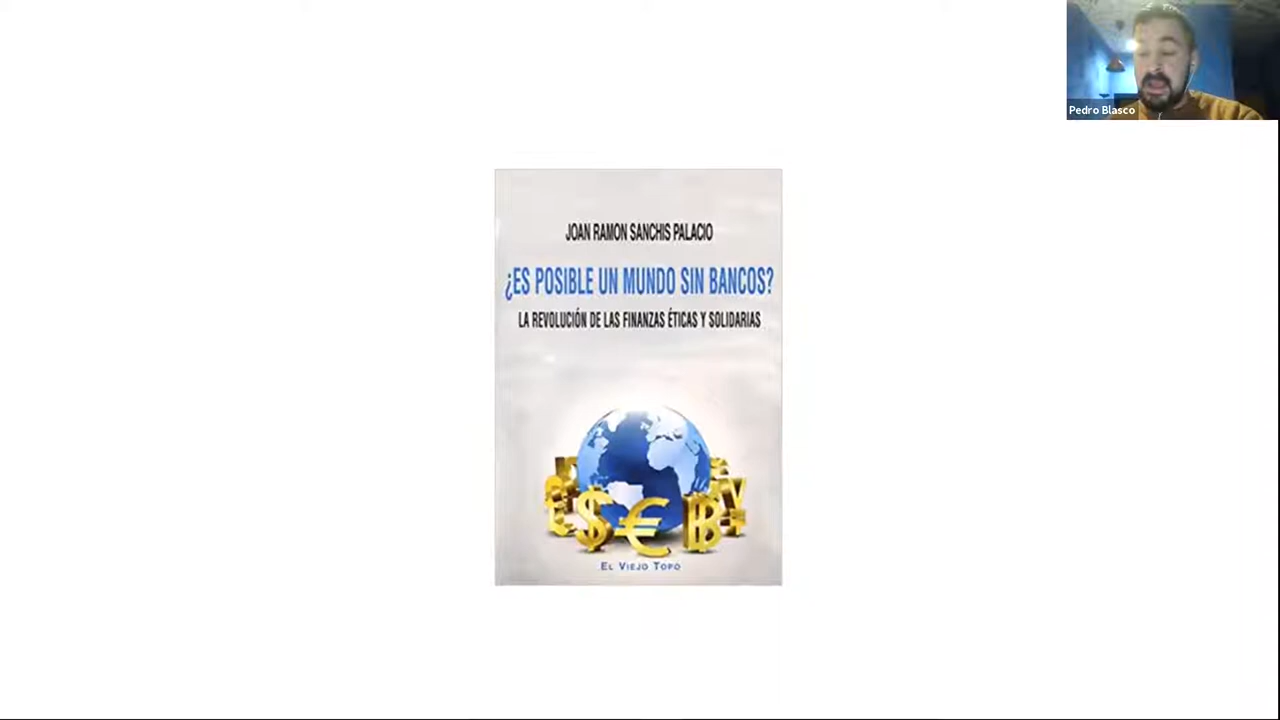 Pedro Blasco
JOAN RAMON SANCHIS PALACIO
¿ES POSIBLE UN MUNDO SIN BANCOS?
LA REVOLUCIÓN DE LAS FINANZAS ÉTICAS Y SOLIDARIAS
$ € B
EL VIEJO TOPO